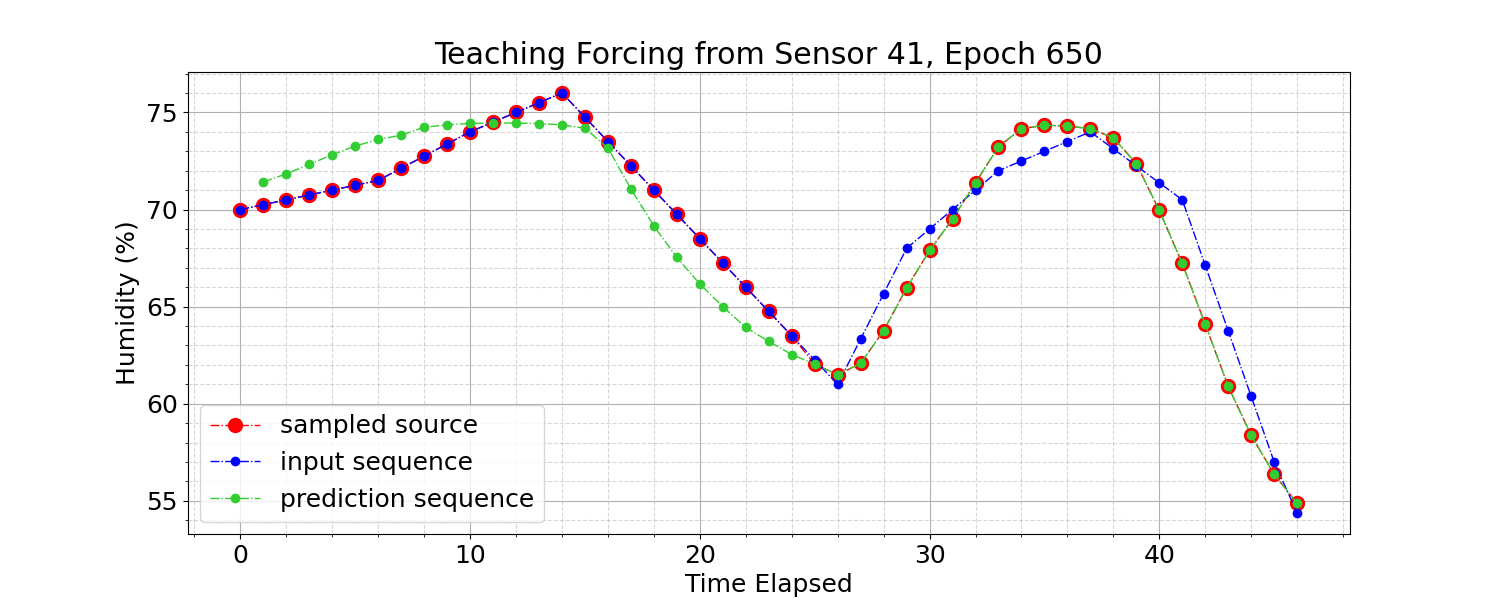 Teaching Forcing from Sensor 41, Epoch 650
75
70
65
60
55
Humidity (%)
sampled source
input sequence
prediction sequence
0 10 20 30 40
Time Elapsed